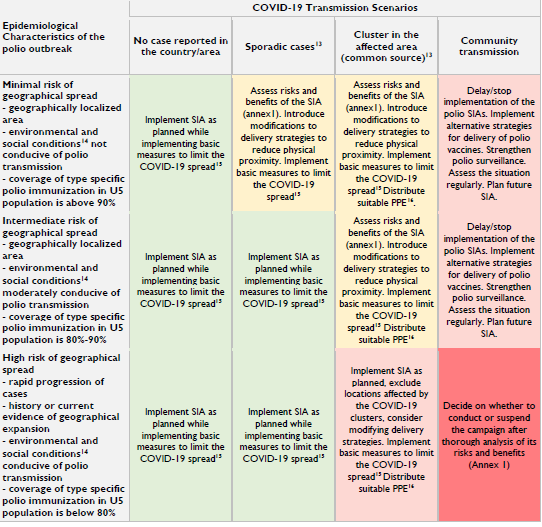 COVID-19 Transmission Scenarios
Epidemiological
Characteristics of the
polio outbreak
No case reported in
the country/area
Sporadic cases¹³
Cluster in the
affected area
(common source)¹³
Community
transmission
Minimal risk of
geographical spread
- geographically localized
area
- environmental and
social conditions¹⁴ not
conducive of polio
transmission
- coverage of type specific
polio immunization in U5
population is above 90%
Implement SIA as
planned while
implementing basic
measures to limit the
COVID-19 spread¹⁵
Assess risks and
benefits of the SIA
(annex1). Introduce
modifications to
delivery strategies to
reduce physical
proximity. Implement
basic measures to limit
the COVID-19
spread¹⁵
Assess risks and
benefits of the SIA
(annex1). Introduce
modifications to
delivery strategies to
reduce physical
proximity. Implement
basic measures to limit
the COVID-19
spread¹⁵ Distribute
suitable PPE¹⁶.
Delay/stop
implementation of the
polio SIAs. Implement
alternative strategies
for delivery of polio
vaccines. Strengthen
polio surveillance.
Assess the situation
regularly. Plan future
SIA.
Intermediate risk of
geographical spread
- geographically localized
area
- environmental and
social conditions¹⁴
moderately conducive of
polio transmission
- coverage of type specific
polio immunization in U5
population is 80%-90%
Implement SIA as
planned while
implementing basic
measures to limit the
COVID-19 spread¹⁵
Implement SIA as
planned while
implementing basic
measures to limit the
COVID-19 spread¹⁵
Assess risks and
benefits of the SIA
(annex1). Introduce
modifications to
delivery strategies to
reduce physical
proximity. Implement
basic measures to limit
the COVID-19
spread¹⁵ Distribute
suitable PPE¹⁶
Delay/stop
implementation of the
polio SIAs. Implement
alternative strategies
for delivery of polio
vaccines. Strengthen
polio surveillance.
Assess the situation
regularly. Plan future
SIA.
High risk of geographical
spread
- rapid progression of
cases
- history or current
evidence of geographical
expansion
- environmental and
social conditions¹⁴
conducive of polio
transmission
- coverage of type specific
polio immunization in U5
population is below 80%
Implement SIA as
planned while
implementing basic
measures to limit the
COVID-19 spread¹⁵
Implement SIA as
planned while
implementing basic
measures to limit the
COVID-19 spread¹⁵
Implement SIA as
planned, exclude
locations affected by
the COVID-19
clusters, consider
modifying delivery
strategies. Implement
basic measures to limit
the COVID-19
spread¹⁵ Distribute
suitable PPE¹⁶
Decide on whether to
conduct or suspend
the campaign after
thorough analysis of its
risks and benefits
(Annex 1)